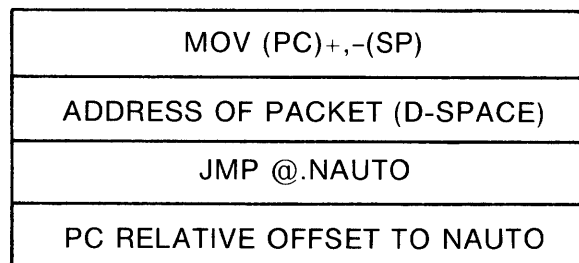 MOV (PC)+,-(SP)
ADDRESS OF PACKET (D-SPACE)
JMP @.NAUTO
PC RELATIVE OFFSET TO NAUTO